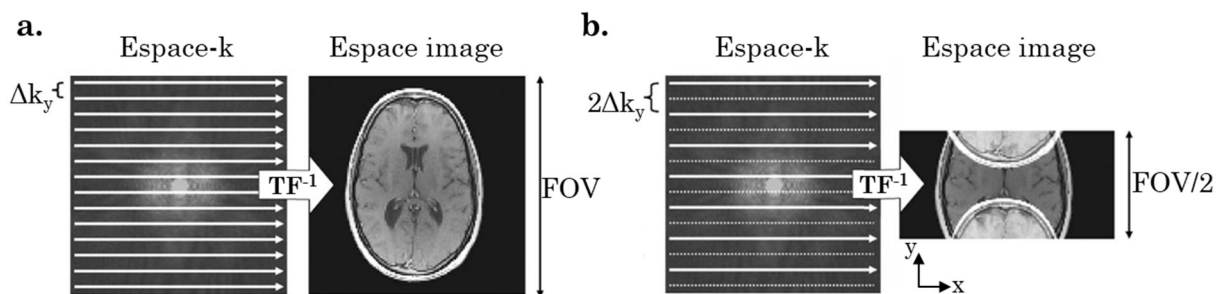 a.
Espace-k
Espace image
Δky
TF-1
FOV
b.
Espace-k
Espace image
2Δky
TF-1
FOV/2
y
x